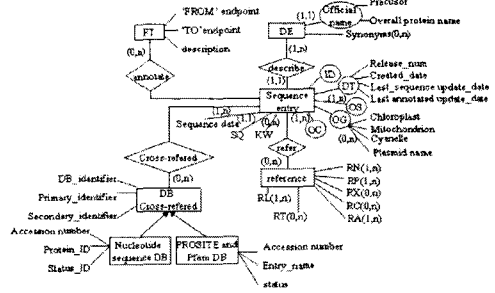 Precusor
'FROM' endpoint
(1,1)
Official name
Overall protein name
FT
'TO' endpoint
DE
Synonyms(0,n)
description
(0,n)
(1,n)
Release_num
annotate
describe
ID
Created_date
(1,1)
DT
Last_sequence update_date
Sequence entry
(1,n)
Last annotated update_date
OS
(1,n)
(1,1)
(0,n)
(1,n)
OG
Chloroplast
Sequence date
SQ
KW
OC
Mitochondrion
(0,n)
Cyanelle
Plasmid name
refer
Cross-refered
(0,n)
(0,n)
DB_identifier
reference
RN(1,n)
RP(1,n)
Primary_identifier
DB Cross-refered
RX(0,n)
RL(1,n)
RC(0,n)
Secondary_identifier
RT(0,n)
RA(1,n)
Accession number
Protein_ID
Nucleotide sequence DB
PROSITE and Pfam DB
Accession number
Status_ID
Entry_name
status